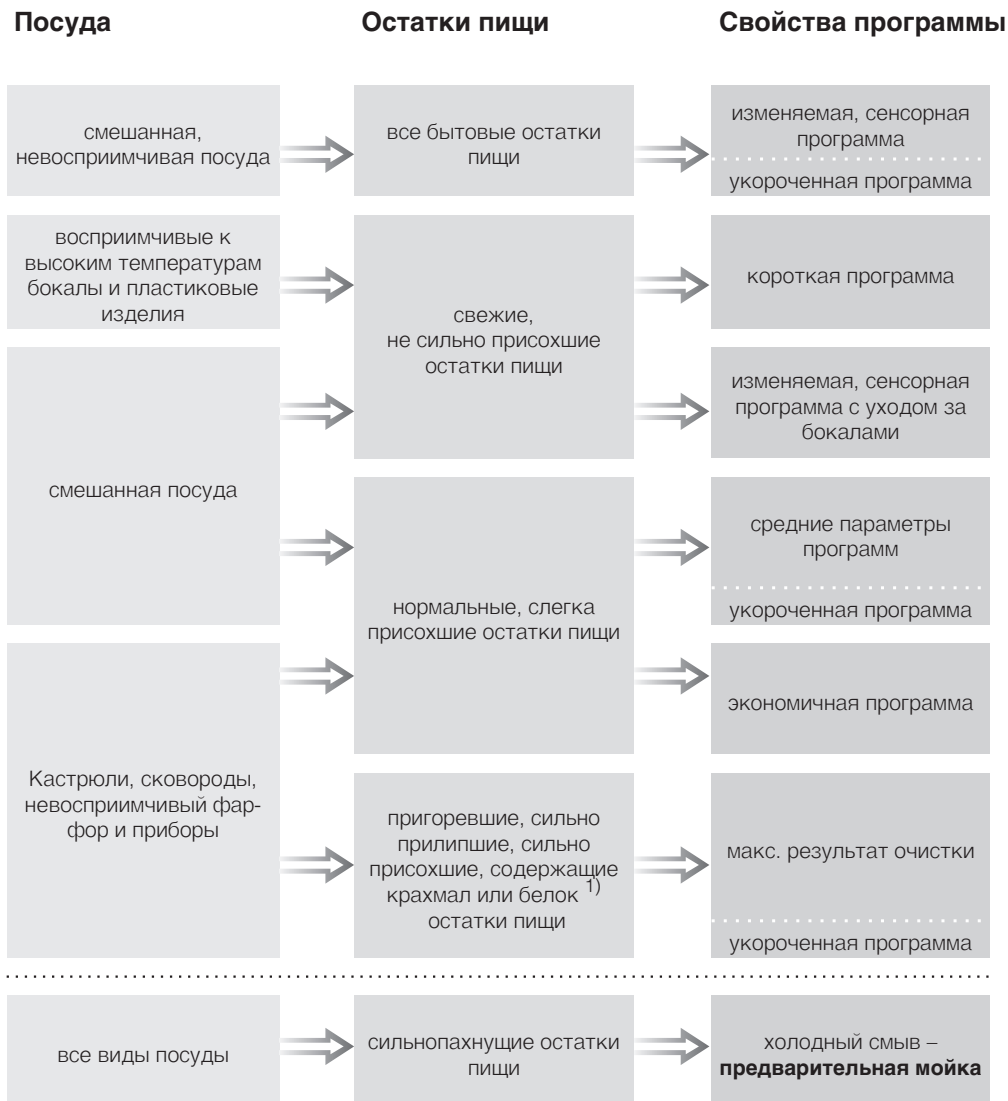 Посуда
Остатки пищи
Свойства программы
смешанная,
невосприимчивая посуда
все бытовые остатки
пищи
изменяемая, сенсорная
программа
укороченная программа
восприимчивые к
высоким температурам
бокалы и пластиковые
изделия
свежие,
не сильно присохшие
остатки пищи
короткая программа
изменяемая, сенсорная
программа с уходом за
бокалами
смешанная посуда
нормальные, слегка
присохшие остатки пищи
средние параметры
программ
укороченная программа
экономичная программа
Кастрюли, сковороды,
невосприимчивый фар-
фор и приборы
пригоревшие, сильно
прилипшие, сильно
присохшие, содержащие
крахмал или белок 1)
остатки пищи
макс. результат очистки
укороченная программа
все виды посуды
сильнопахнущие остатки
пищи
холодный смыв –
предварительная мойка